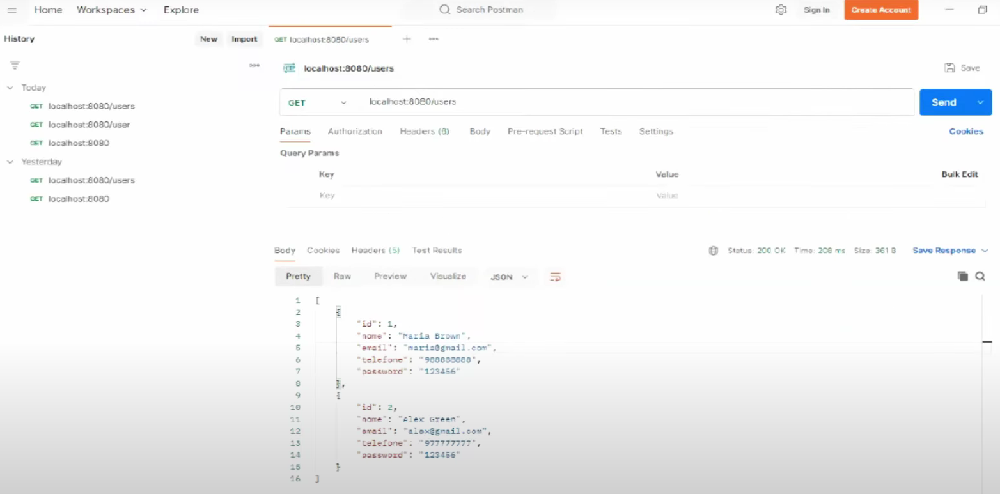 Home Workspaces Explore Search Postman Sign In Create Account
History New Import GET localhost:8080/users
localhost:8080/users Save
Today
GET localhost:8080/users
GET localhost:8080/user
GET localhost:8080
Yesterday
GET localhost:8080/users
GET localhost:8080
GET localhost:8080/users Send
Params Authorization Headers (6) Body Pre-request Script Tests Settings Cookies
Query Params
Key Value Bulk Edit
Key Value
Body Cookies Headers (5) Test Results Status: 200 OK Time: 208 ms Size: 361 B Save Response
Pretty Raw Preview Visualize JSON
1 [
2 {
3 "id": 1,
4 "nome": "Maria Brown",
5 "email": "maria@gmail.com",
6 "telefone": "988888888",
7 "password": "123456"
8 },
9 {
10 "id": 2,
11 "nome": "Alex Green",
12 "email": "alex@gmail.com",
13 "telefone": "977777777",
14 "password": "123456"
15 }
16 ]